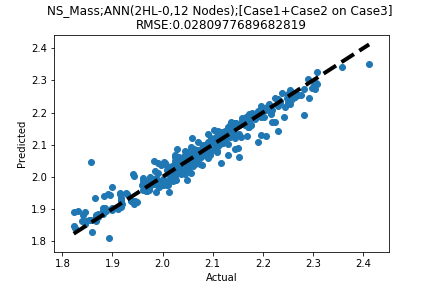 NS_Mass;ANN(2HL-0,12 Nodes);[Case1+Case2 on Case3]
RMSE:0.0280977689682819
2.4
2.3
2.2
2.1
2.0
1.9
1.8
Predicted
1.8 1.9 2.0 2.1 2.2 2.3 2.4
Actual